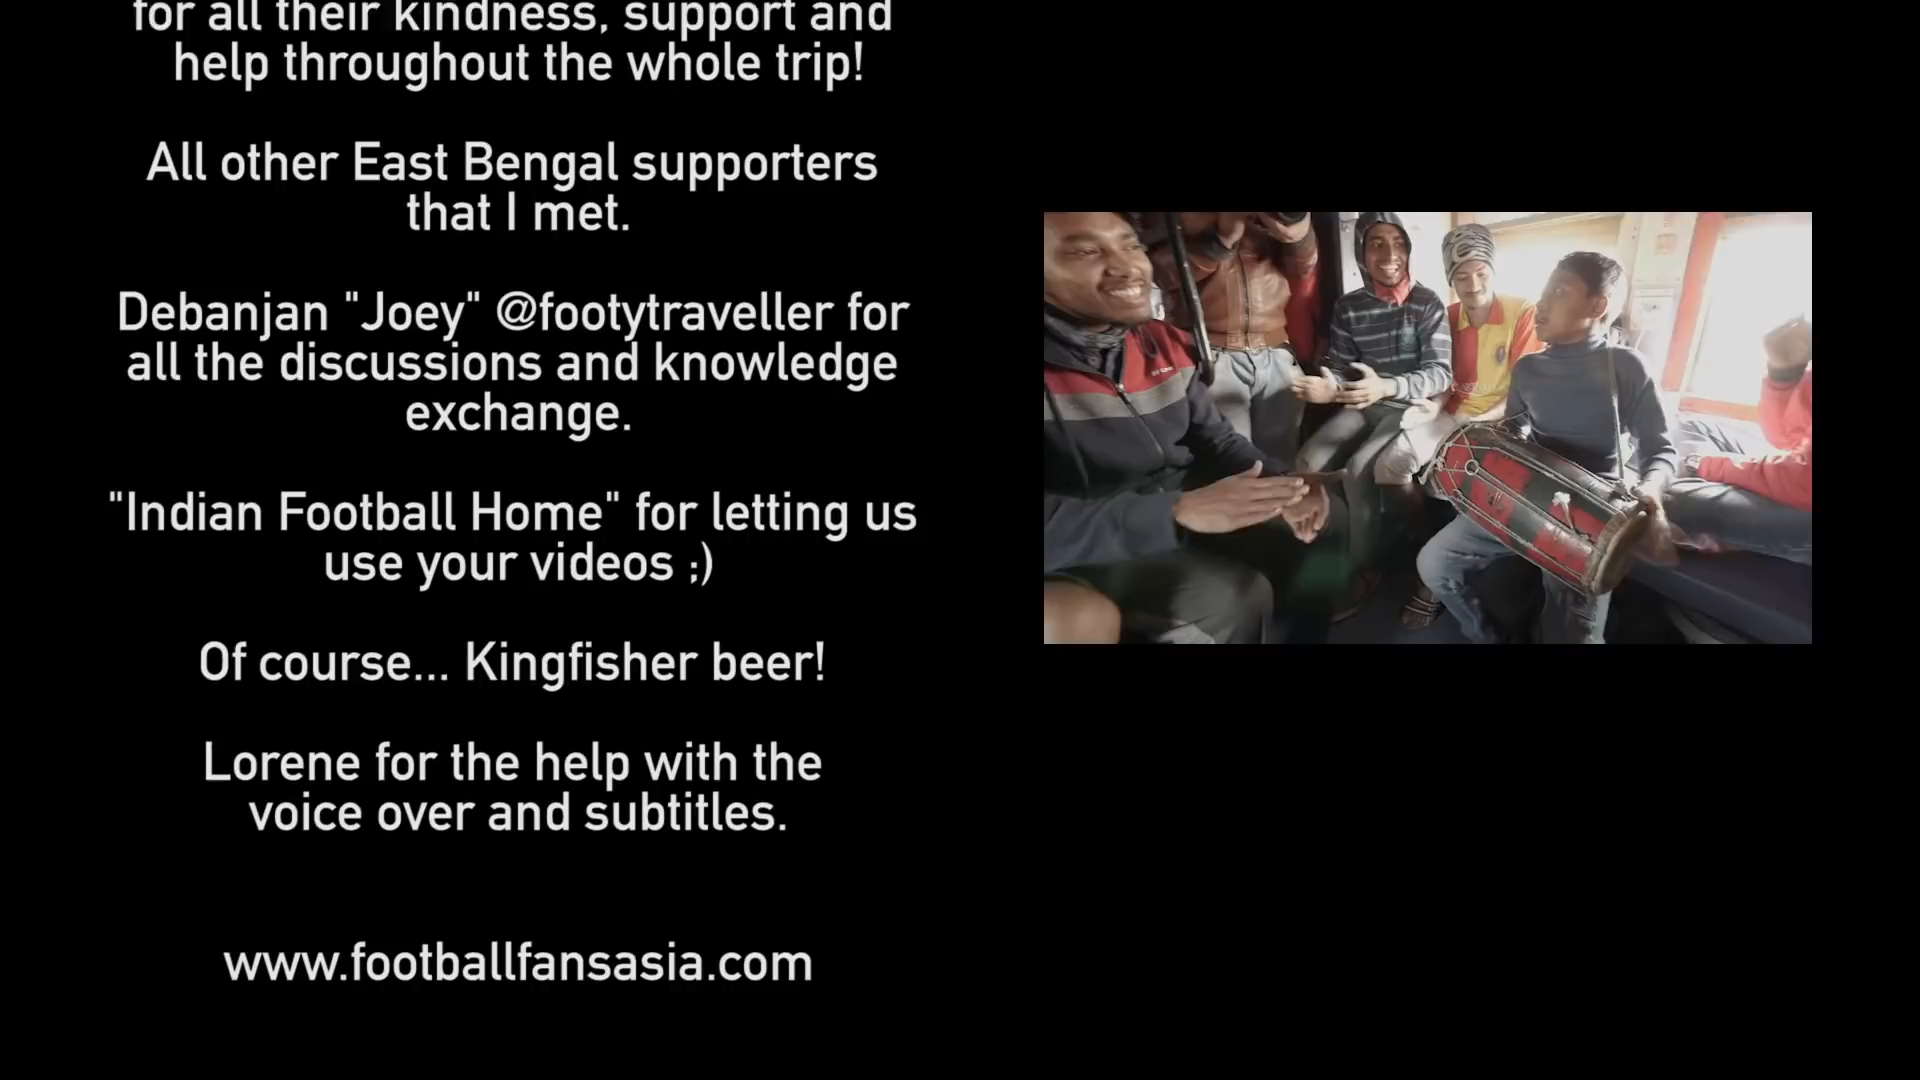 for all their kindness, support and
help throughout the whole trip!
All other East Bengal supporters
that I met.
Debanjan "Joey" @footytraveller for
all the discussions and knowledge
exchange.
"Indian Football Home" for letting us
use your videos ;)
Of course... Kingfisher beer!
Lorene for the help with the
voice over and subtitles.
www.footballfansasia.com